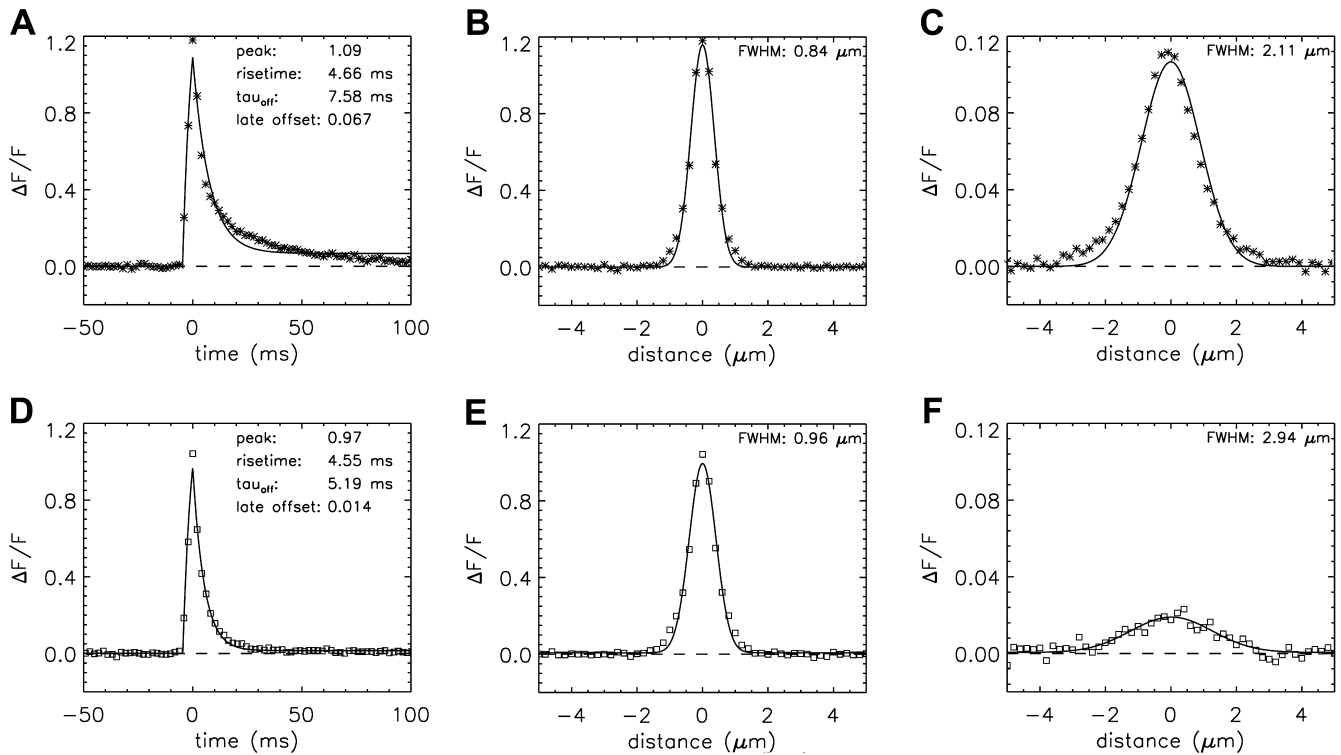 A
1.2
0.8
0.4
0.0
ΔF/F
peak: 1.09
risetime: 4.66 ms
tauoff: 7.58 ms
late offset: 0.067
−50 0 50 100
time (ms)
B
1.2
0.8
0.4
0.0
ΔF/F
FWHM: 0.84 μm
−4 −2 0 2 4
distance (μm)
C
0.12
0.08
0.04
0.00
ΔF/F
FWHM: 2.11 μm
−4 −2 0 2 4
distance (μm)
D
1.2
0.8
0.4
0.0
ΔF/F
peak: 0.97
risetime: 4.55 ms
tauoff: 5.19 ms
late offset: 0.014
−50 0 50 100
time (ms)
E
1.2
0.8
0.4
0.0
ΔF/F
FWHM: 0.96 μm
−4 −2 0 2 4
distance (μm)
F
0.12
0.08
0.04
0.00
ΔF/F
FWHM: 2.94 μm
−4 −2 0 2 4
distance (μm)